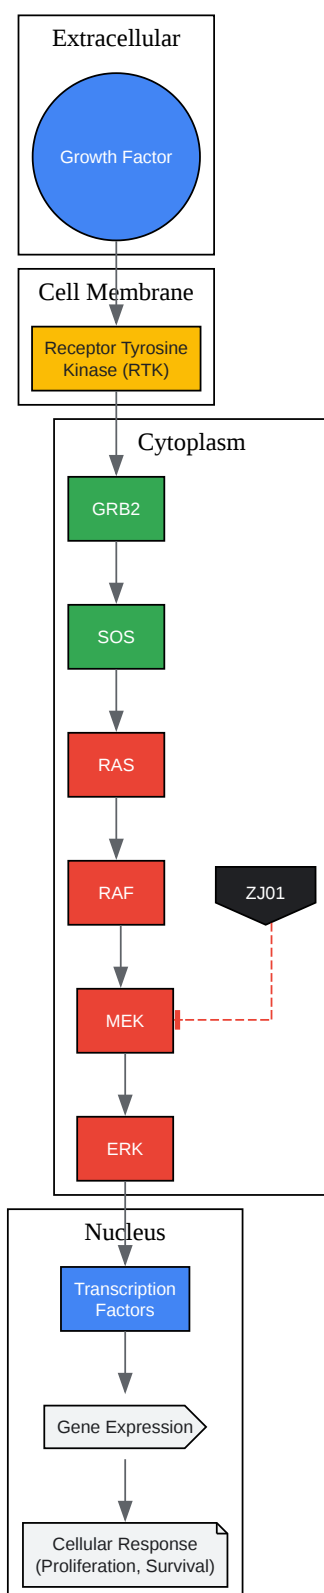 Extracellular
Growth Factor
Cell Membrane
Receptor Tyrosine
Kinase (RTK)
Cytoplasm
GRB2
SOS
RAS
RAF
ZJ01
MEK
ERK
Nucleus
Transcription
Factors
Gene Expression
Cellular Response
(Proliferation, Survival)